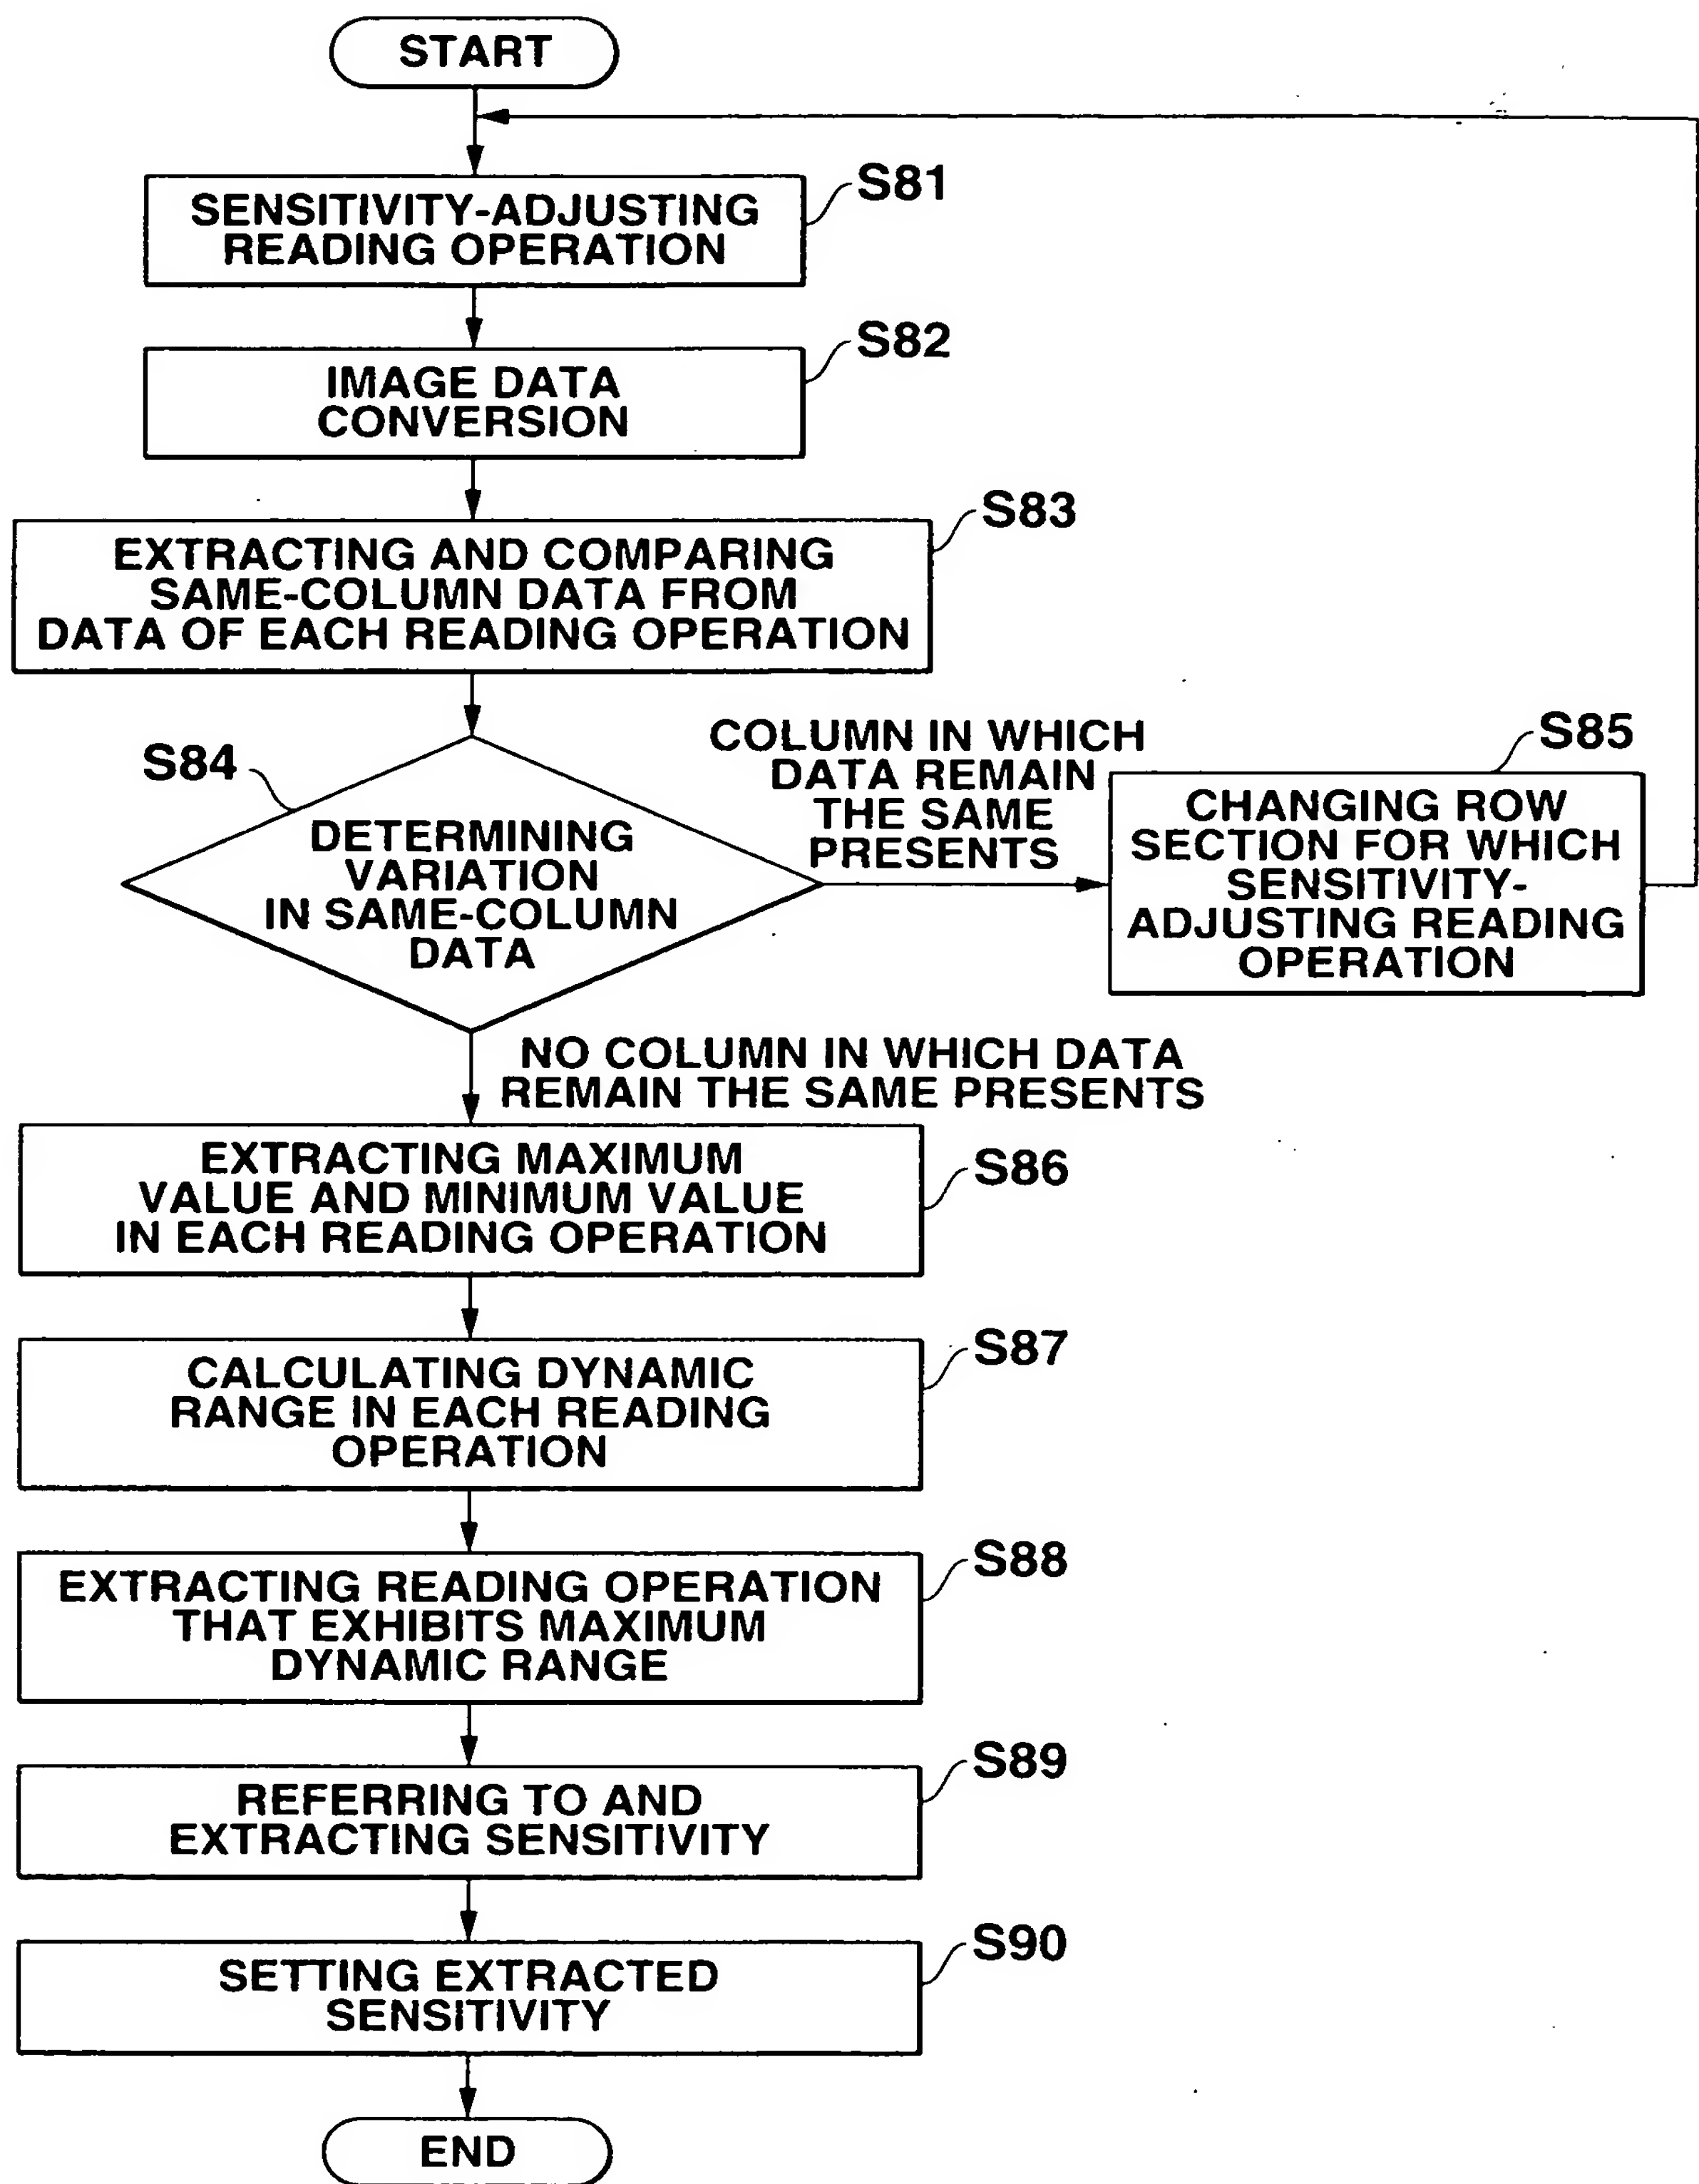 START
S81
SENSITIVITY-ADJUSTING
READING OPERATION
S82
IMAGE DATA
CONVERSION
S83
EXTRACTING AND COMPARING
SAME-COLUMN DATA FROM
DATA OF EACH READING OPERATION
S84
DETERMINING
VARIATION
IN SAME-COLUMN
DATA
COLUMN IN WHICH
DATA REMAIN
THE SAME
PRESENTS
S85
CHANGING ROW
SECTION FOR WHICH
SENSITIVITY-
ADJUSTING READING
OPERATION
NO COLUMN IN WHICH DATA
REMAIN THE SAME PRESENTS
EXTRACTING MAXIMUM
VALUE AND MINIMUM VALUE
IN EACH READING OPERATION
S86
CALCULATING DYNAMIC
RANGE IN EACH READING
OPERATION
S87
EXTRACTING READING OPERATION
THAT EXHIBITS MAXIMUM
DYNAMIC RANGE
S88
REFERRING TO AND
EXTRACTING SENSITIVITY
S89
SETTING EXTRACTED
SENSITIVITY
S90
END